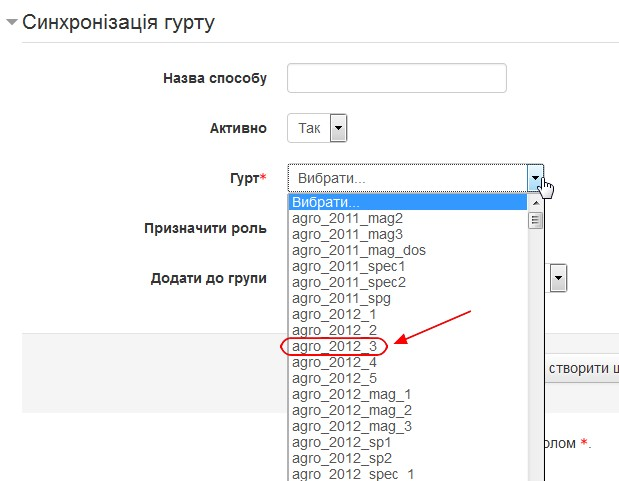 Синхронізація гурту
Назва способу
Активно
Так
Гурт*
Вибрати...
Вибрати...
agro_2011_mag2
agro_2011_mag3
agro_2011_mag_dos
agro_2011_spec1
agro_2011_spec2
agro_2011_spg
agro_2012_1
agro_2012_2
agro_2012_3
agro_2012_4
agro_2012_5
agro_2012_mag_1
agro_2012_mag_2
agro_2012_mag_3
agro_2012_sp1
agro_2012_sp2
agro_2012_spec_1
Призначити роль
Додати до групи
створити
олом *.